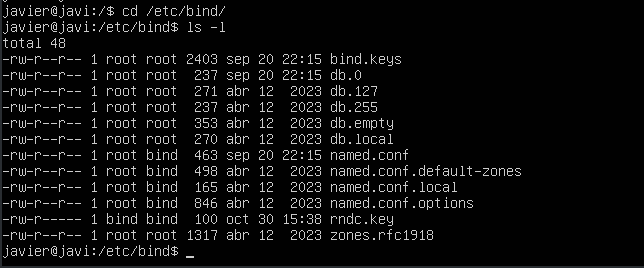 javier@javi:/$ cd /etc/bind/
javier@javi:/etc/bind$ ls -l
total 48
-rw-r--r-- 1 root root 2403 sep 20 22:15 bind.keys
-rw-r--r-- 1 root root  237 sep 20 22:15 db.0
-rw-r--r-- 1 root root  271 abr 12  2023 db.127
-rw-r--r-- 1 root root  237 abr 12  2023 db.255
-rw-r--r-- 1 root root  353 abr 12  2023 db.empty
-rw-r--r-- 1 root root  270 abr 12  2023 db.local
-rw-r--r-- 1 root bind  463 sep 20 22:15 named.conf
-rw-r--r-- 1 root bind  498 abr 12  2023 named.conf.default-zones
-rw-r--r-- 1 root bind  165 abr 12  2023 named.conf.local
-rw-r--r-- 1 root bind  846 abr 12  2023 named.conf.options
-rw-r----- 1 bind bind  100 oct 30 15:38 rndc.key
-rw-r--r-- 1 root root 1317 abr 12  2023 zones.rfc1918
javier@javi:/etc/bind$ _